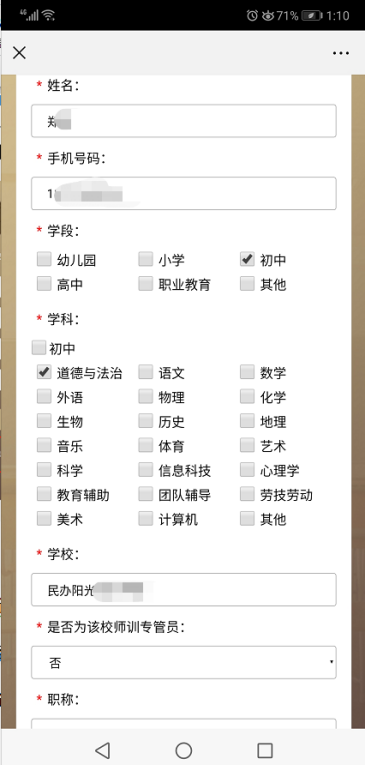 4G 71% 1:10
* 姓名：
郑
* 手机号码：
1
* 学段：
幼儿园 小学 初中
高中 职业教育 其他
* 学科：
初中
道德与法治 语文 数学
外语 物理 化学
生物 历史 地理
音乐 体育 艺术
科学 信息科技 心理学
教育辅助 团队辅导 劳技劳动
美术 计算机 其他
* 学校：
民办阳光
* 是否为该校师训专管员：
否
* 职称：